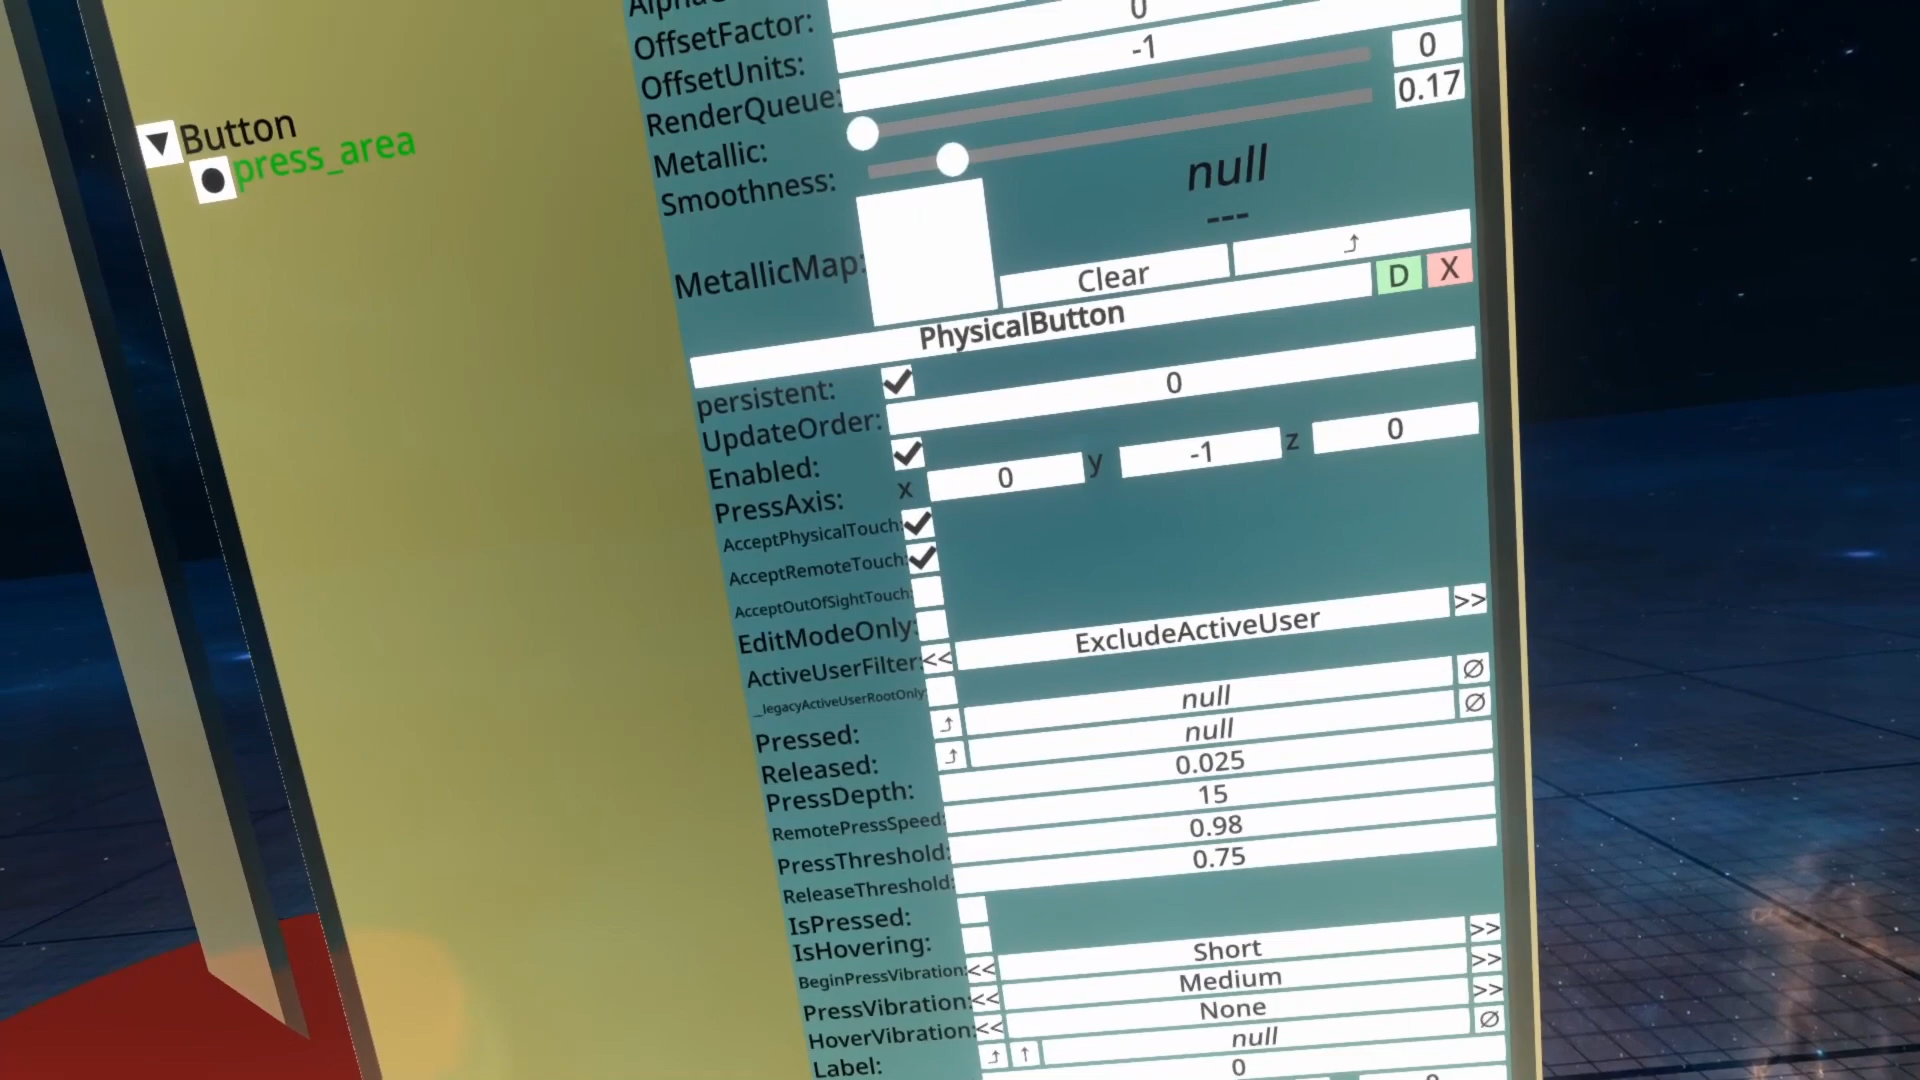 Button
press_area
OffsetFactor: 0
OffsetUnits: -1
RenderQueue:
Metallic: 0
Smoothness: 0.17
MetallicMap: null
---
Clear ⤴
PhysicalButton D X
persistent:
UpdateOrder: 0
Enabled:
PressAxis: x 0 y -1 z 0
AcceptPhysicalTouch:
AcceptRemoteTouch:
AcceptOutOfSightTouch:
EditModeOnly:
ActiveUserFilter: << ExcludeActiveUser >>
_legacyActiveUserRootOnly:
Pressed: ⤴ null ∅
Released: ⤴ null ∅
PressDepth: 0.025
RemotePressSpeed: 15
PressThreshold: 0.98
ReleaseThreshold: 0.75
IsPressed:
IsHovering:
BeginPressVibration: << Short >>
PressVibration: << Medium >>
HoverVibration: << None >>
Label: ⤴ ↑ null ∅
0